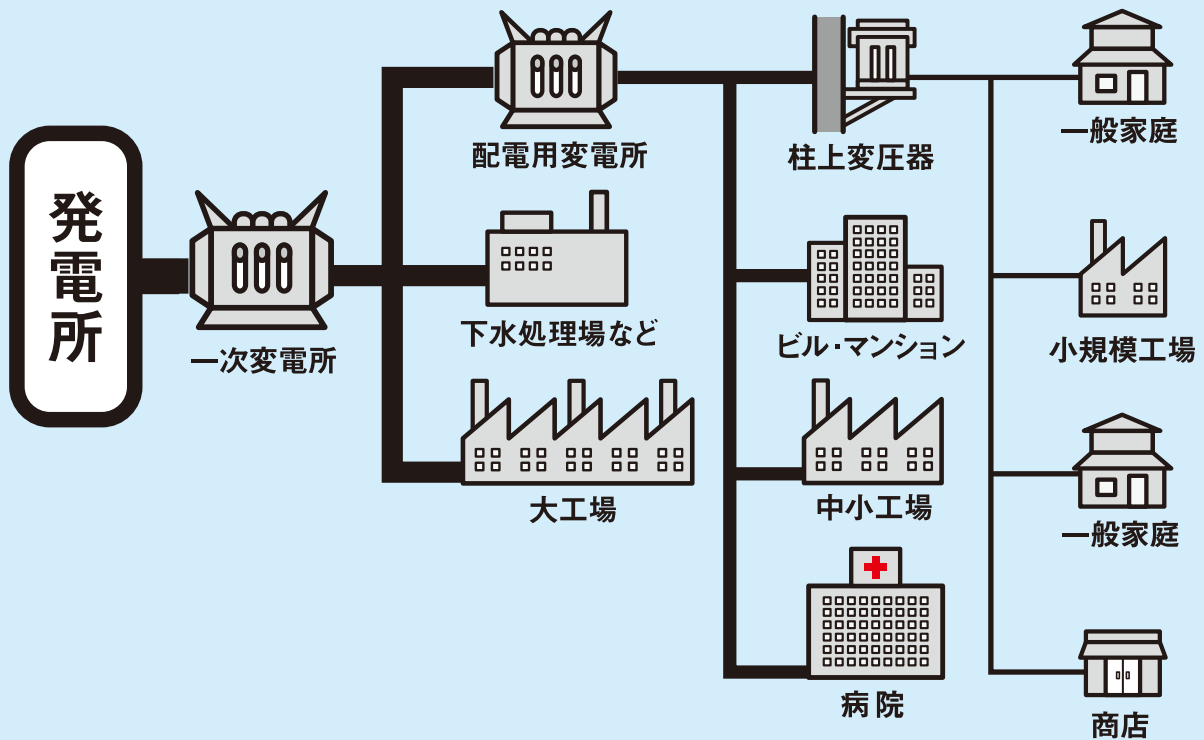 発電所
一次変電所
配電用変電所
下水処理場など
大工場
柱上変圧器
ビル・マンション
中小工場
病院
一般家庭
小規模工場
一般家庭
商店